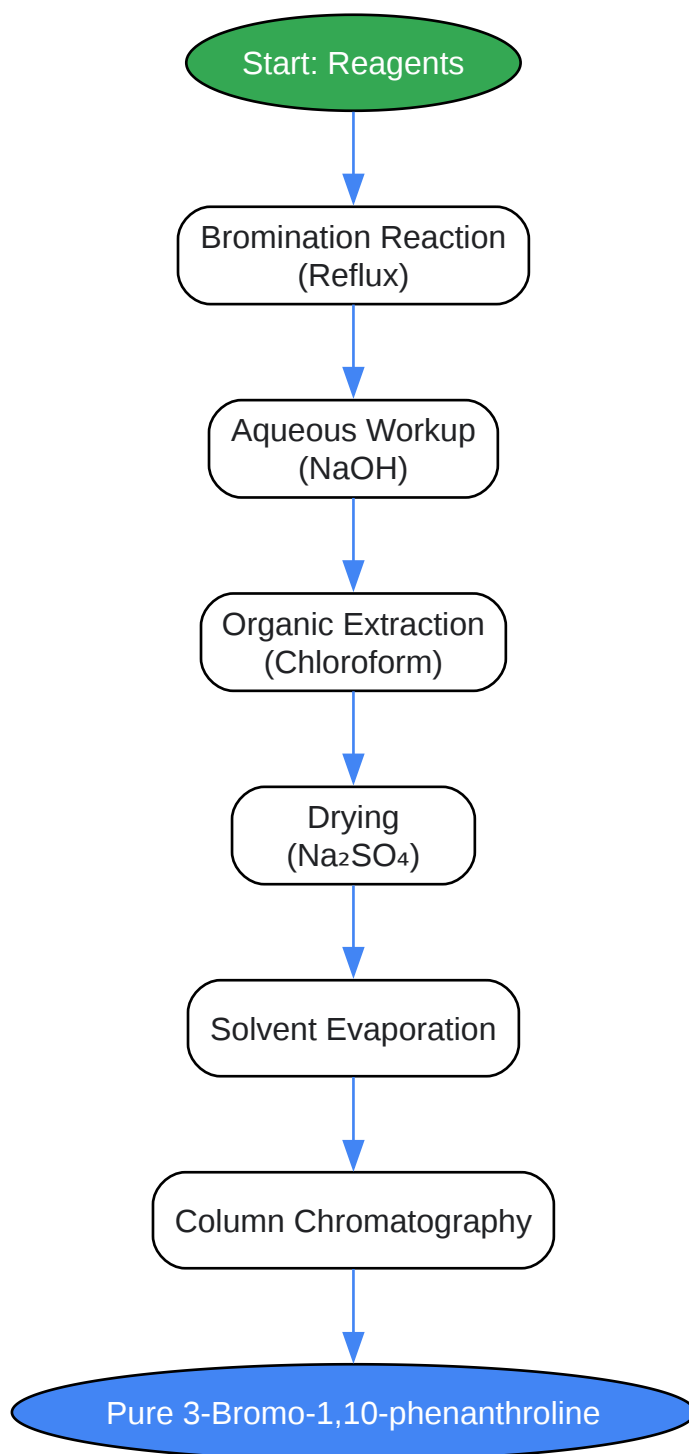 Start: Reagents
Bromination Reaction
(Reflux)
Aqueous Workup
(NaOH)
Organic Extraction
(Chloroform)
Drying
(Na₂SO₄)
Solvent Evaporation
Column Chromatography
Pure 3-Bromo-1,10-phenanthroline